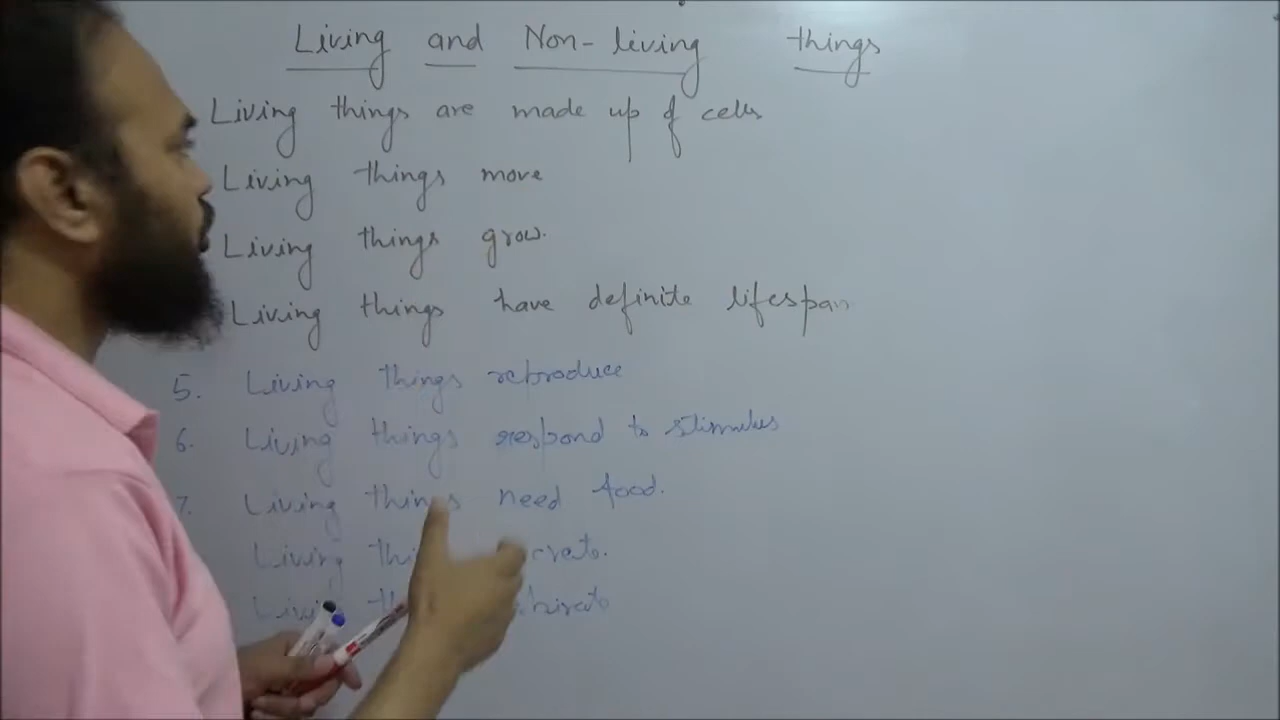 Living and Non-living things
Living things are made up of cells
Living things move
Living things grow.
Living things have definite lifespan
5. Living things reproduce
6. Living things respond to stimulus
7. Living things need food.
Living
Living